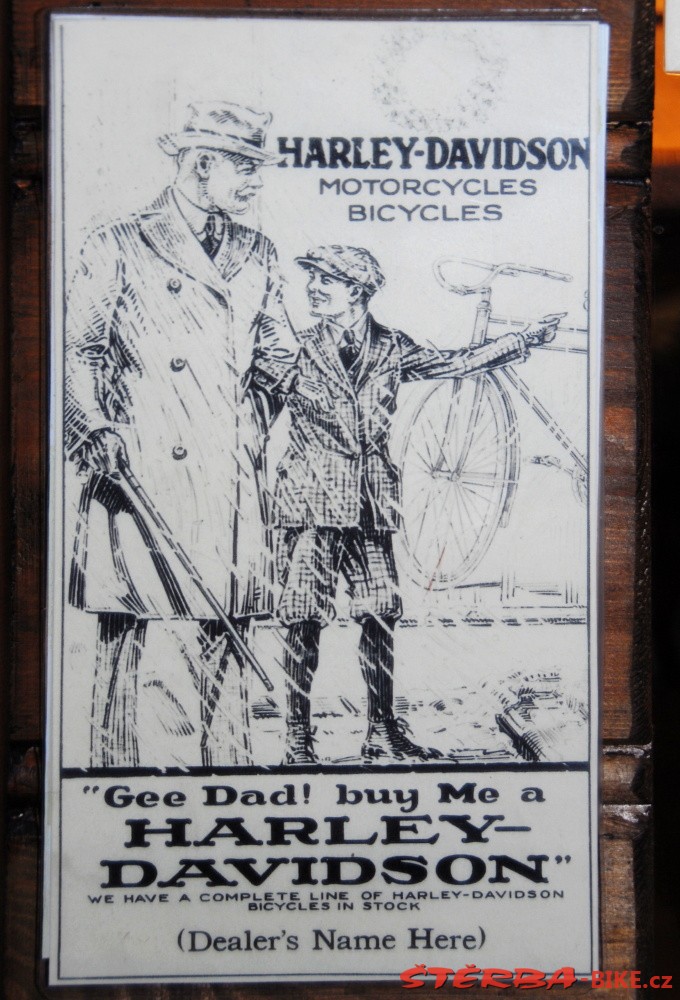 HARLEY-DAVIDSON
MOTORCYCLES
BICYCLES
"Gee Dad! buy Me a
HARLEY-
DAVIDSON"
WE HAVE A COMPLETE LINE OF HARLEY-DAVIDSON
BICYCLES IN STOCK
(Dealer's Name Here)
ŠTĚRBA-BIKE.cz